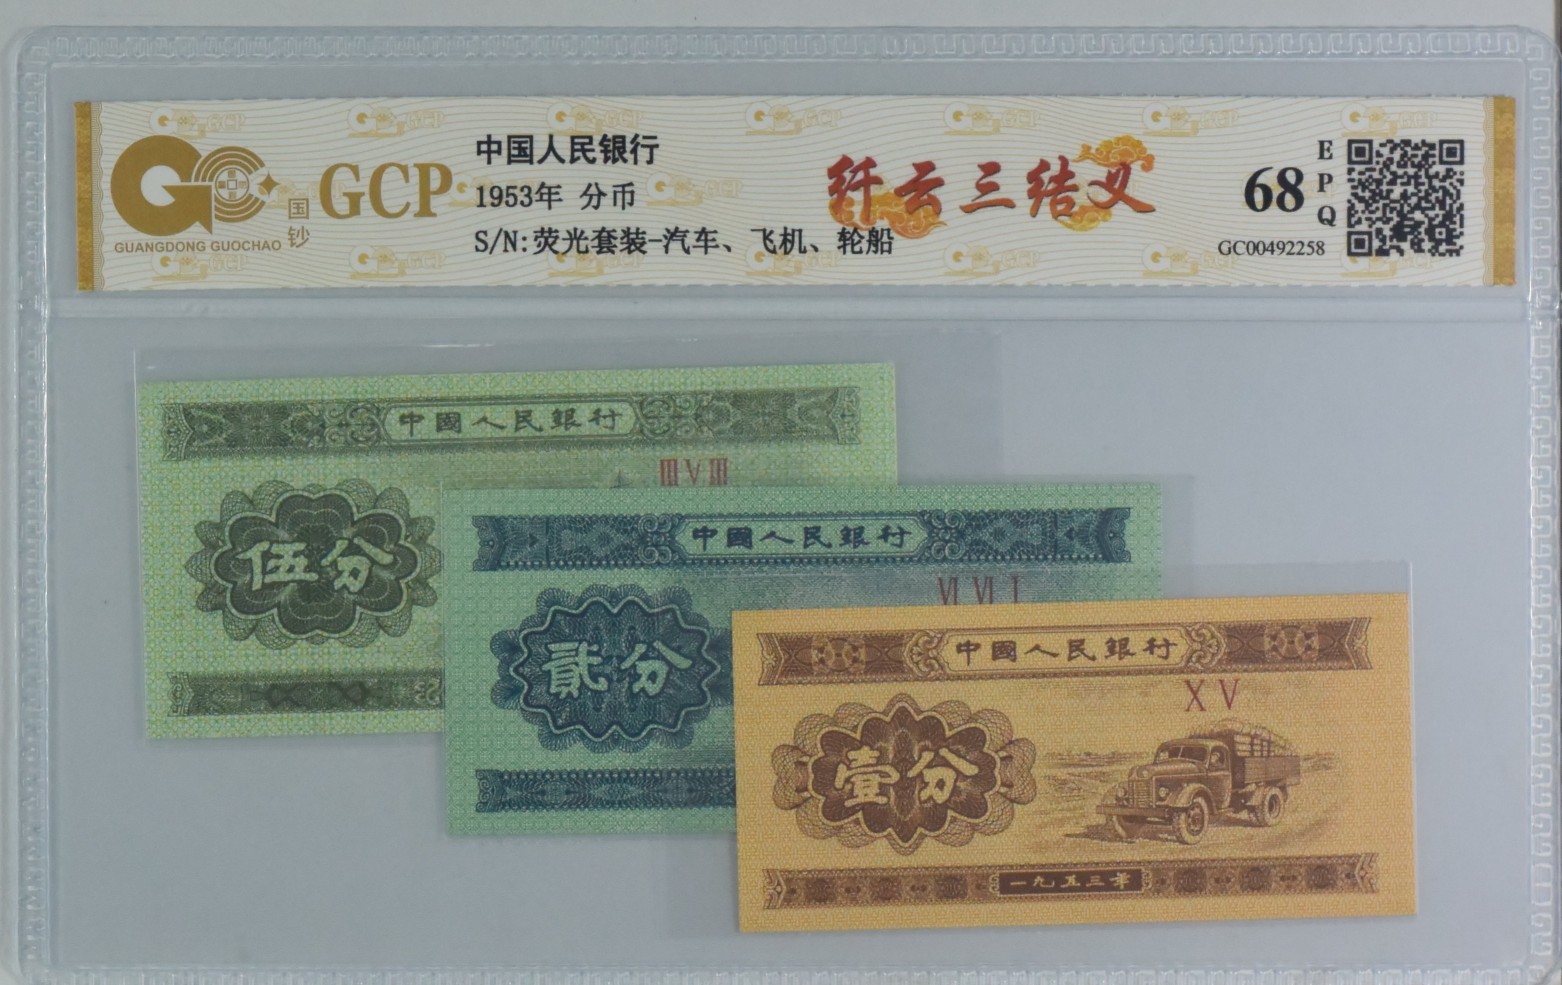 GCP
国钞
GUANGDONG GUOCHAO
中国人民银行
1953年 分币
S/N:荧光套装-汽车、飞机、轮船
纤云三结义
68
EPQ
GC00492258
中國人民銀行
ⅢⅤⅢ
伍分
中國人民銀行
ⅥⅥⅠ
貳分
中國人民銀行
ⅩⅤ
壹分
一九五三年